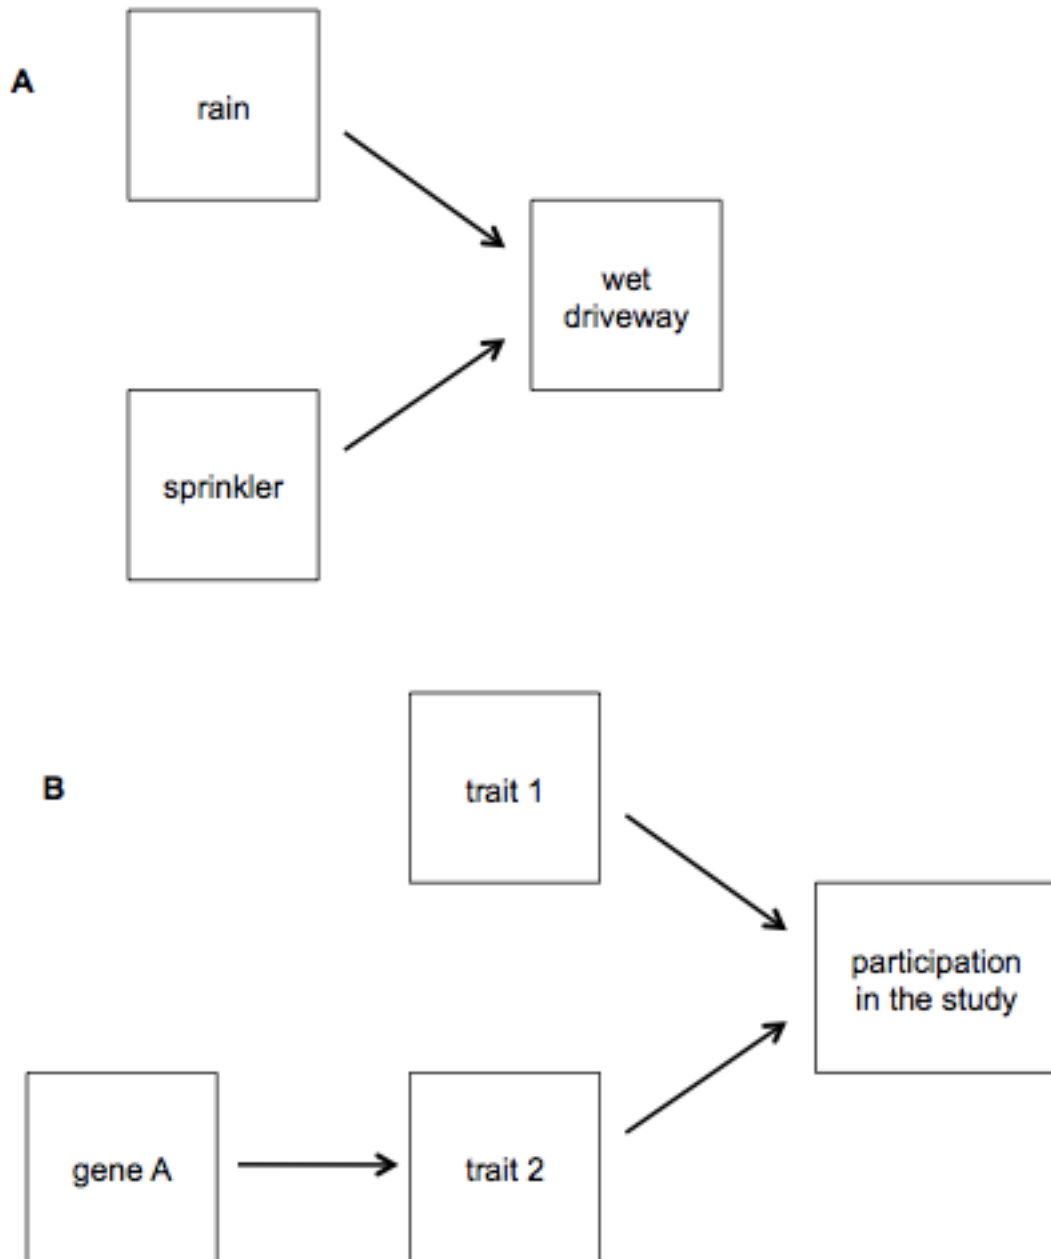 A
rain
wet
driveway
sprinkler
B
trait 1
participation
in the study
gene A
trait 2